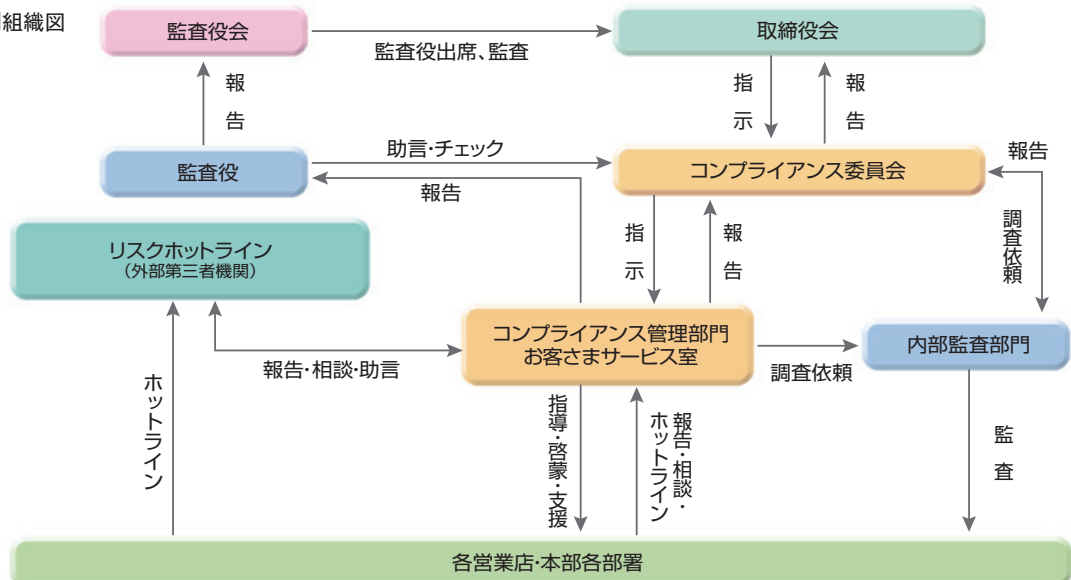 組織図
監査役会
監査役出席、監査
取締役会
報告
指示
報告
監査役
助言・チェック
報告
コンプライアンス委員会
報告
調査依頼
リスクホットライン
（外部第三者機関）
指示
報告
コンプライアンス管理部門
お客さまサービス室
内部監査部門
報告・相談・助言
調査依頼
ホットライン
指導・啓蒙・支援
報告・相談・
ホットライン
監査
各営業店・本部各部署